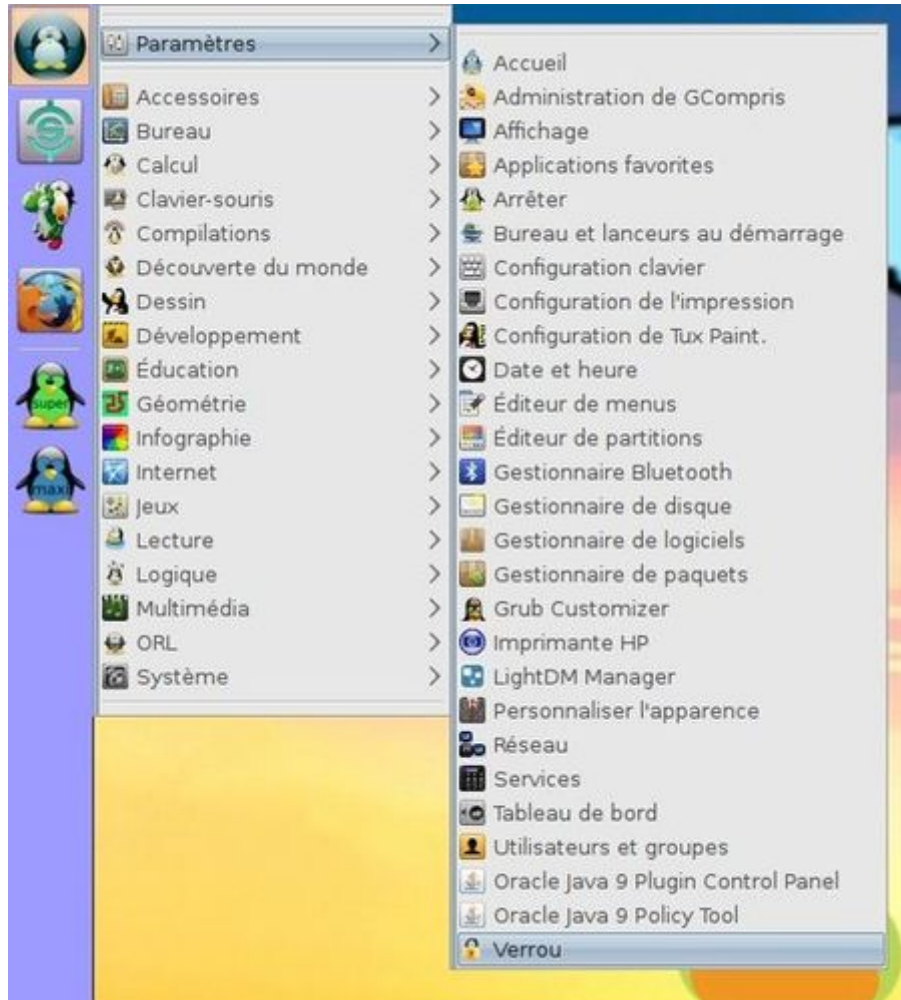 Paramètres
Accessoires
Bureau
Calcul
Clavier-souris
Compilations
Découverte du monde
Dessin
Développement
Éducation
Géométrie
Infographie
Internet
Jeux
Lecture
Logique
Multimédia
ORL
Système
Accueil
Administration de GCompris
Affichage
Applications favorites
Arrêter
Bureau et lanceurs au démarrage
Configuration clavier
Configuration de l'impression
Configuration de Tux Paint.
Date et heure
Éditeur de menus
Éditeur de partitions
Gestionnaire Bluetooth
Gestionnaire de disque
Gestionnaire de logiciels
Gestionnaire de paquets
Grub Customizer
Imprimante HP
LightDM Manager
Personnaliser l'apparence
Réseau
Services
Tableau de bord
Utilisateurs et groupes
Oracle Java 9 Plugin Control Panel
Oracle Java 9 Policy Tool
Verrou
super
maxi